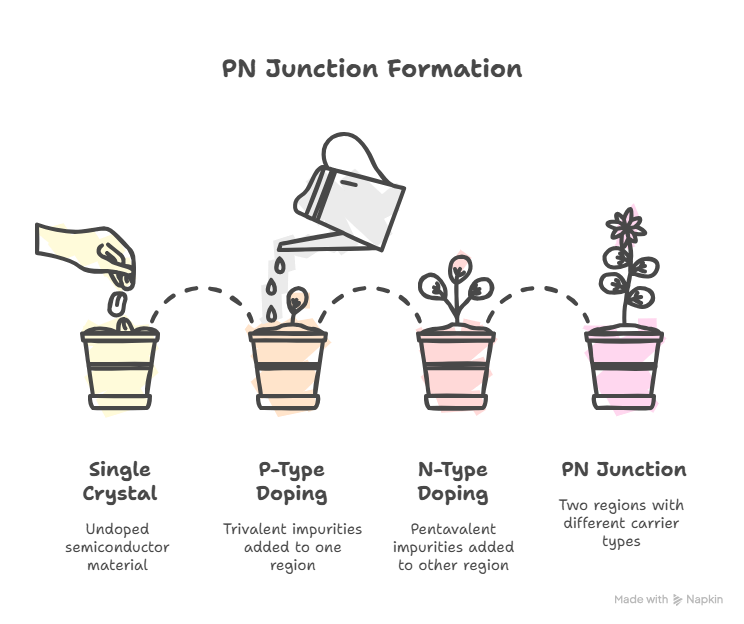 PN Junction Formation
Single
Crystal
Undoped
semiconductor
material
P-Type
Doping
Trivalent impurities
added to one
region
N-Type
Doping
Pentavalent
impurities added
to other region
PN Junction
Two regions with
different carrier
types
Made with Napkin